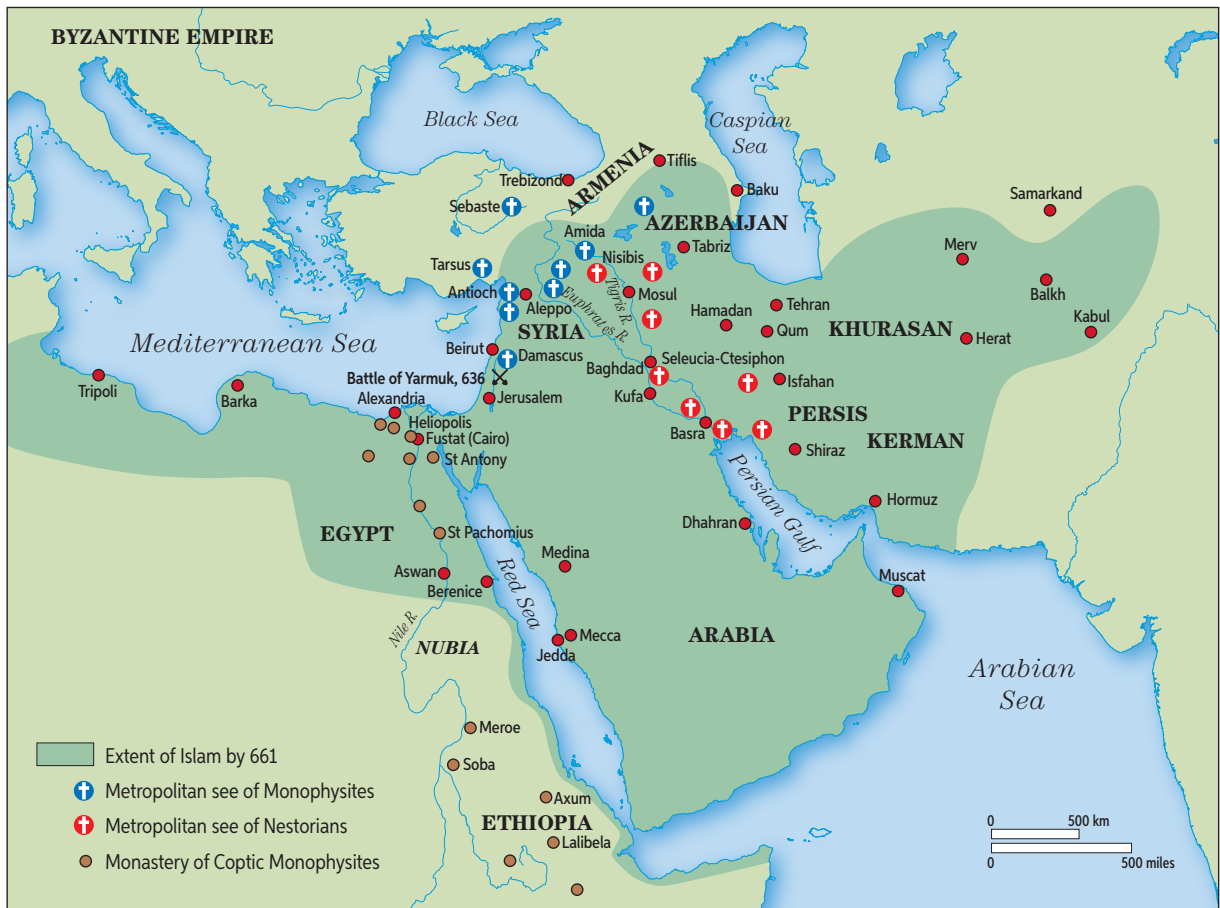 BYZANTINE EMPIRE
Black Sea
Caspian
Sea
ARMENIA
Tiflis
Trebizond
Baku
Sebaste
Samarkand
AZERBAIJAN
Amida
Tabriz
Merv
Nisibis
Tarsus
Antioch
Aleppo
Tigris R.
Euphrates R.
Mosul
Hamadan
Tehran
Qum
Balkh
Kabul
KHURASAN
Herat
SYRIA
Mediterranean Sea
Beirut
Damascus
Baghdad
Seleucia-Ctesiphon
Isfahan
Battle of Yarmuk, 636
Tripoli
Barka
Alexandria
Jerusalem
Kufa
Heliopolis
Fustat (Cairo)
PERSIS
Basra
KERMAN
St Antony
Shiraz
Persian Gulf
Hormuz
EGYPT
St Pachomius
Dhahran
Red Sea
Medina
Aswan
Berenice
Muscat
Nile R.
NUBIA
Mecca
Jedda
ARABIA
Arabian
Sea
Meroe
Soba
Axum
ETHIOPIA
Lalibela
Extent of Islam by 661
Metropolitan see of Monophysites
Metropolitan see of Nestorians
Monastery of Coptic Monophysites
0 500 km
0 500 miles